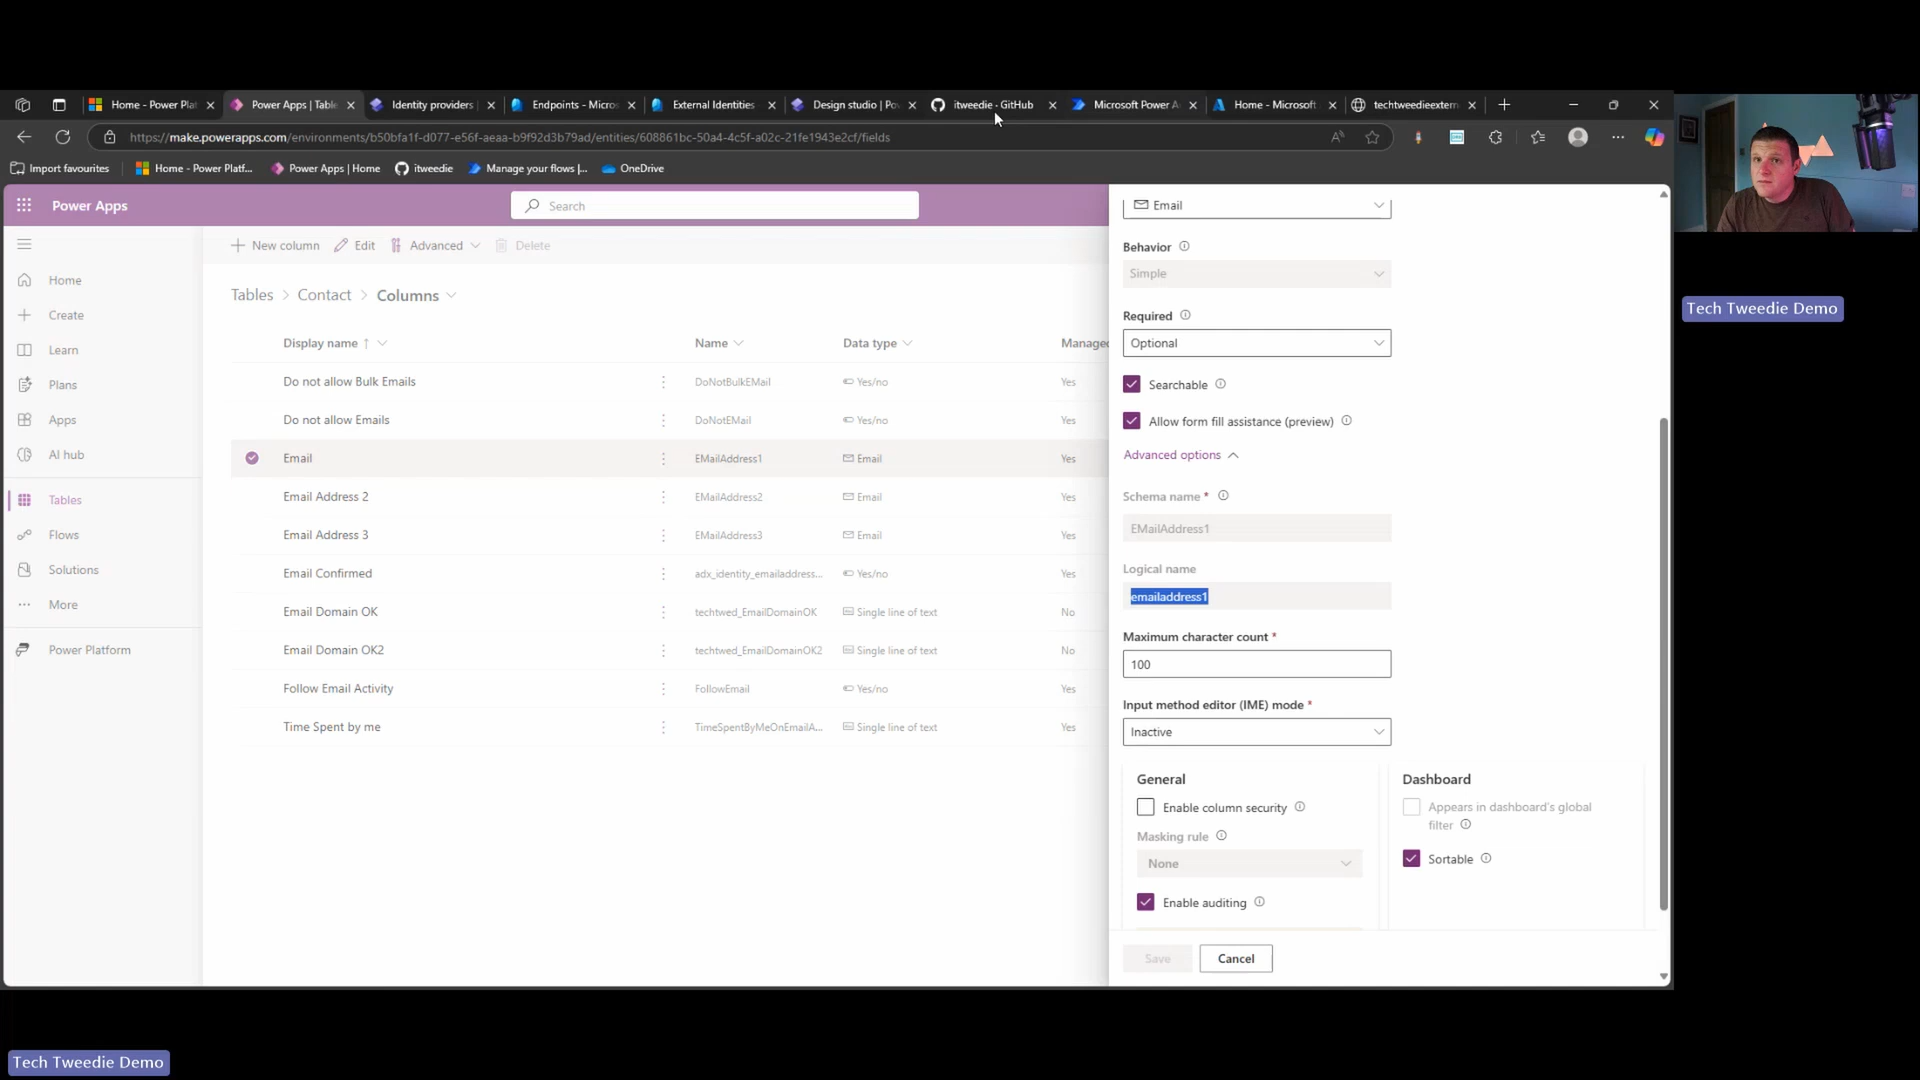 Home - Power Plat
Power Apps | Table
Identity providers
Endpoints - Micros
External Identities
Design studio | Pow
itweedie · GitHub
Microsoft Power A
Home - Microsoft
techtweedieextern
https://make.powerapps.com/environments/b50bfa1f-d077-e56f-aeaa-b9f92d3b79ad/entities/608861bc-50a4-4c5f-a02c-21fe1943e2cf/fields
Import favourites
Home - Power Platf...
Power Apps | Home
itweedie
Manage your flows |...
OneDrive
Power Apps
Search
Home
Create
Learn
Plans
Apps
AI hub
Tables
Flows
Solutions
More
Power Platform
New column
Edit
Advanced
Delete
Tables > Contact > Columns
Display name ↑ Name Data type Managed
Do not allow Bulk Emails DoNotBulkEMail Yes/no Yes
Do not allow Emails DoNotEMail Yes/no Yes
Email EMailAddress1 Email Yes
Email Address 2 EMailAddress2 Email Yes
Email Address 3 EMailAddress3 Email Yes
Email Confirmed adx_identity_emailaddress... Yes/no Yes
Email Domain OK techtwed_EmailDomainOK Single line of text No
Email Domain OK2 techtwed_EmailDomainOK2 Single line of text No
Follow Email Activity FollowEmail Yes/no Yes
Time Spent by me TimeSpentByMeOnEmailA... Single line of text Yes
Email
Behavior
Simple
Required
Optional
Searchable
Allow form fill assistance (preview)
Advanced options
Schema name *
EMailAddress1
Logical name
emailaddress1
Maximum character count *
100
Input method editor (IME) mode *
Inactive
General
Enable column security
Masking rule
None
Enable auditing
Dashboard
Appears in dashboard's global
filter
Sortable
Save
Cancel
Tech Tweedie Demo
Tech Tweedie Demo